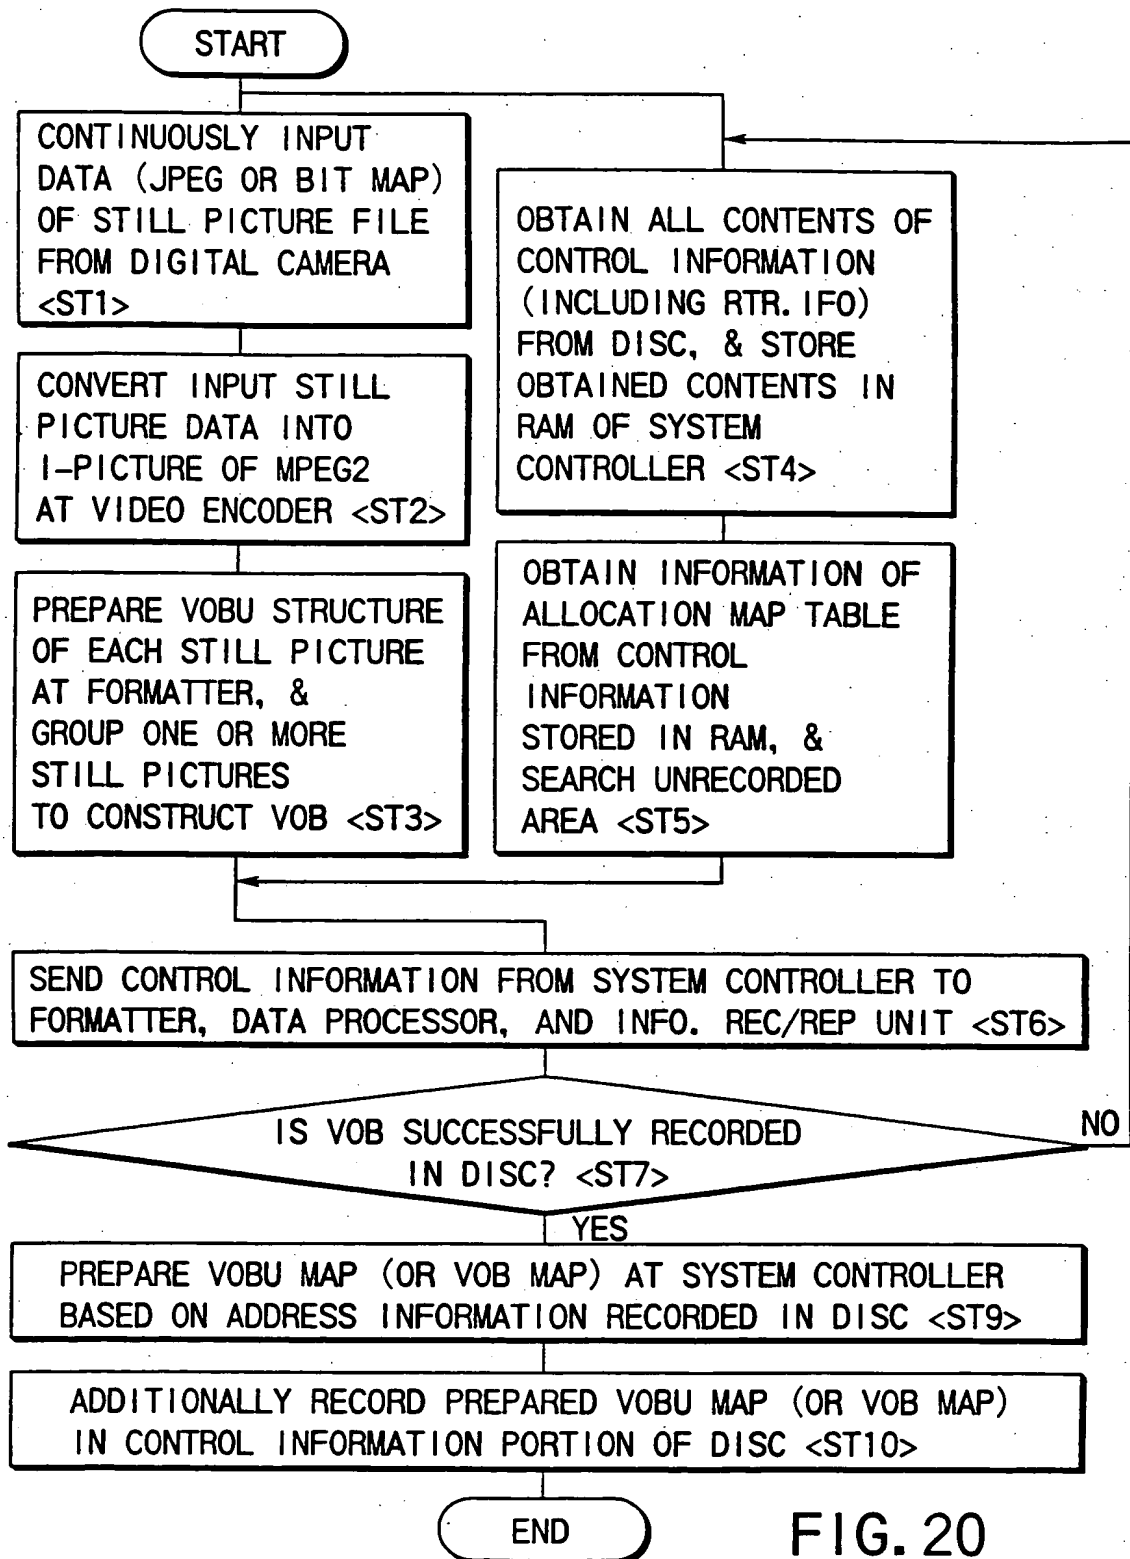 START
CONTINUOUSLY INPUT
DATA (JPEG OR BIT MAP)
OF STILL PICTURE FILE
FROM DIGITAL CAMERA
<ST1>
CONVERT INPUT STILL
PICTURE DATA INTO
I-PICTURE OF MPEG2
AT VIDEO ENCODER <ST2>
PREPARE VOBU STRUCTURE
OF EACH STILL PICTURE
AT FORMATTER, &
GROUP ONE OR MORE
STILL PICTURES
TO CONSTRUCT VOB <ST3>
OBTAIN ALL CONTENTS OF
CONTROL INFORMATION
(INCLUDING RTR. IFO)
FROM DISC, & STORE
OBTAINED CONTENTS IN
RAM OF SYSTEM
CONTROLLER <ST4>
OBTAIN INFORMATION OF
ALLOCATION MAP TABLE
FROM CONTROL
INFORMATION
STORED IN RAM, &
SEARCH UNRECORDED
AREA <ST5>
SEND CONTROL INFORMATION FROM SYSTEM CONTROLLER TO
FORMATTER, DATA PROCESSOR, AND INFO. REC/REP UNIT <ST6>
IS VOB SUCCESSFULLY RECORDED
IN DISC? <ST7>
NO
YES
PREPARE VOBU MAP (OR VOB MAP) AT SYSTEM CONTROLLER
BASED ON ADDRESS INFORMATION RECORDED IN DISC <ST9>
ADDITIONALLY RECORD PREPARED VOBU MAP (OR VOB MAP)
IN CONTROL INFORMATION PORTION OF DISC <ST10>
END
FIG. 20